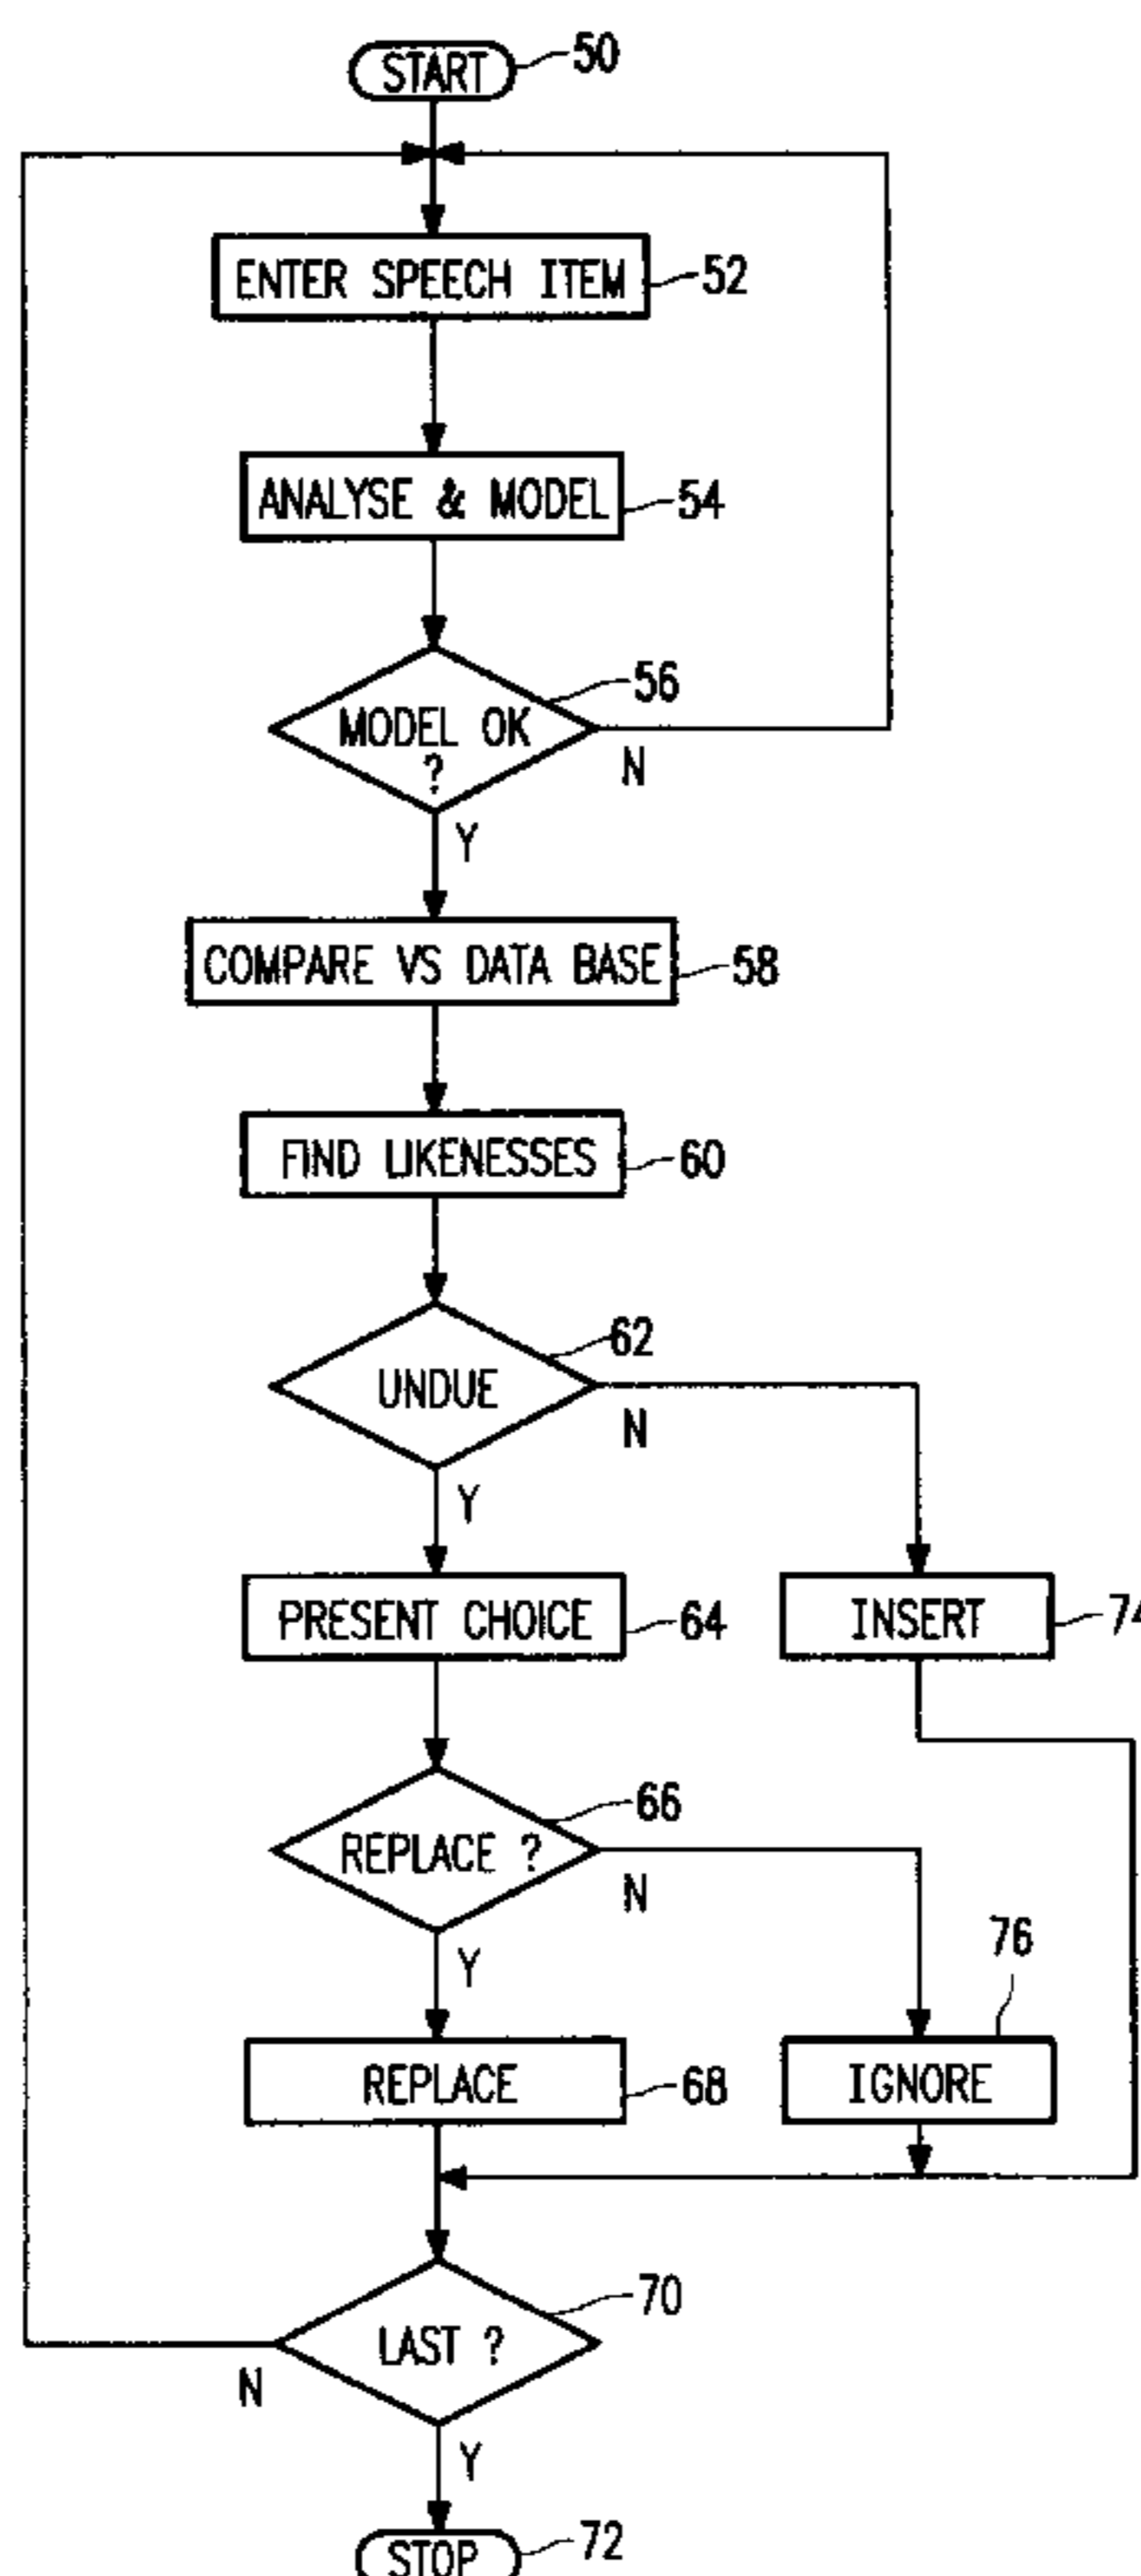 START 50
ENTER SPEECH ITEM 52
ANALYSE & MODEL 54
56
MODEL OK
?
N
Y
COMPARE VS DATA BASE 58
FIND LIKENESSES 60
62
UNDUE
N
Y
PRESENT CHOICE 64
INSERT 74
66
REPLACE ?
N
Y
76
REPLACE 68
IGNORE
70
LAST ?
N
Y
STOP 72